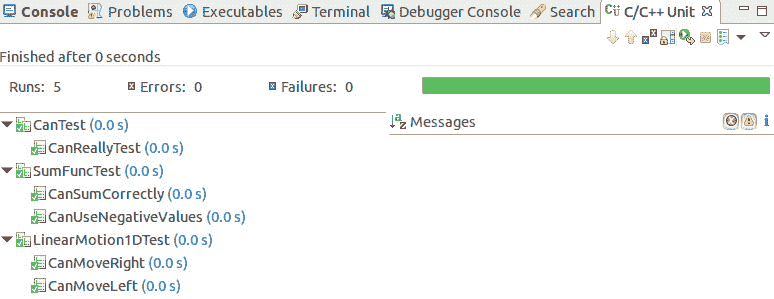 Console Problems Executables Terminal Debugger Console Search C/C++ Unit
Finished after 0 seconds
Runs: 5 Errors: 0 Failures: 0
CanTest (0.0 s)
CanReallyTest (0.0 s)
SumFuncTest (0.0 s)
CanSumCorrectly (0.0 s)
CanUseNegativeValues (0.0 s)
LinearMotion1DTest (0.0 s)
CanMoveRight (0.0 s)
CanMoveLeft (0.0 s)
Messages